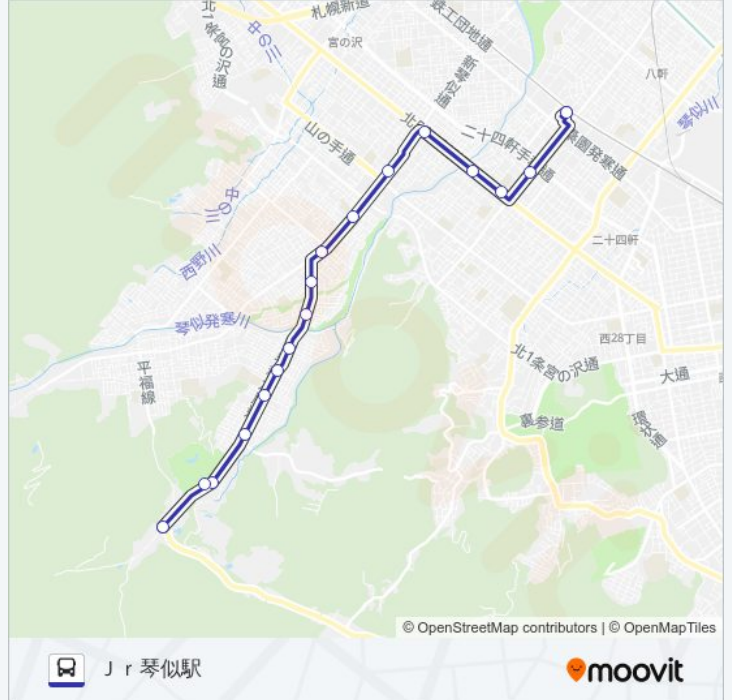 札幌新道
鉄工団地通
北1条宮の沢通
中の川
宮の沢
新琴似通
八軒
琴似川
山の手通
二十四軒手稲通
桑園発寒通
中の川
二十四軒
西野川
琴似発寒川
西28丁目
北1条宮の沢通
大通
平福線
裏参道
環状通
© OpenStreetMap contributors | © OpenMapTiles
Ｊｒ琴似駅
moovit